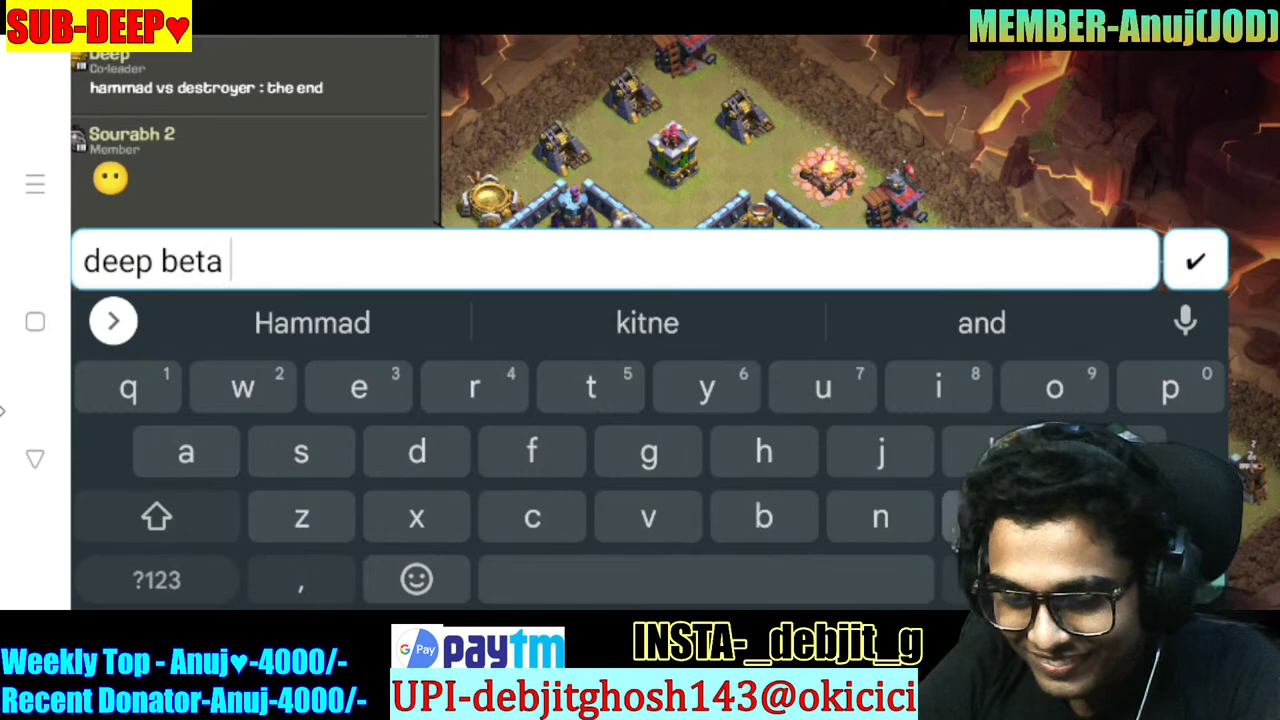 SUB-DEEP♥
MEMBER-Anuj(JOD)
Deep
Co-leader
hammad vs destroyer : the end
Sourabh 2
Member
😶
deep beta
✔
Hammad kitne and
q 1 w 2 e 3 r 4 t 5 y 6 u 7 i 8 o 9 p 0
a s d f g h j
z x c v b n
?123 ,
Weekly Top - Anuj♥-4000/-
Recent Donator-Anuj-4000/-
G Pay paytm
INSTA-_debjit_g
UPI-debjitghosh143@okicici